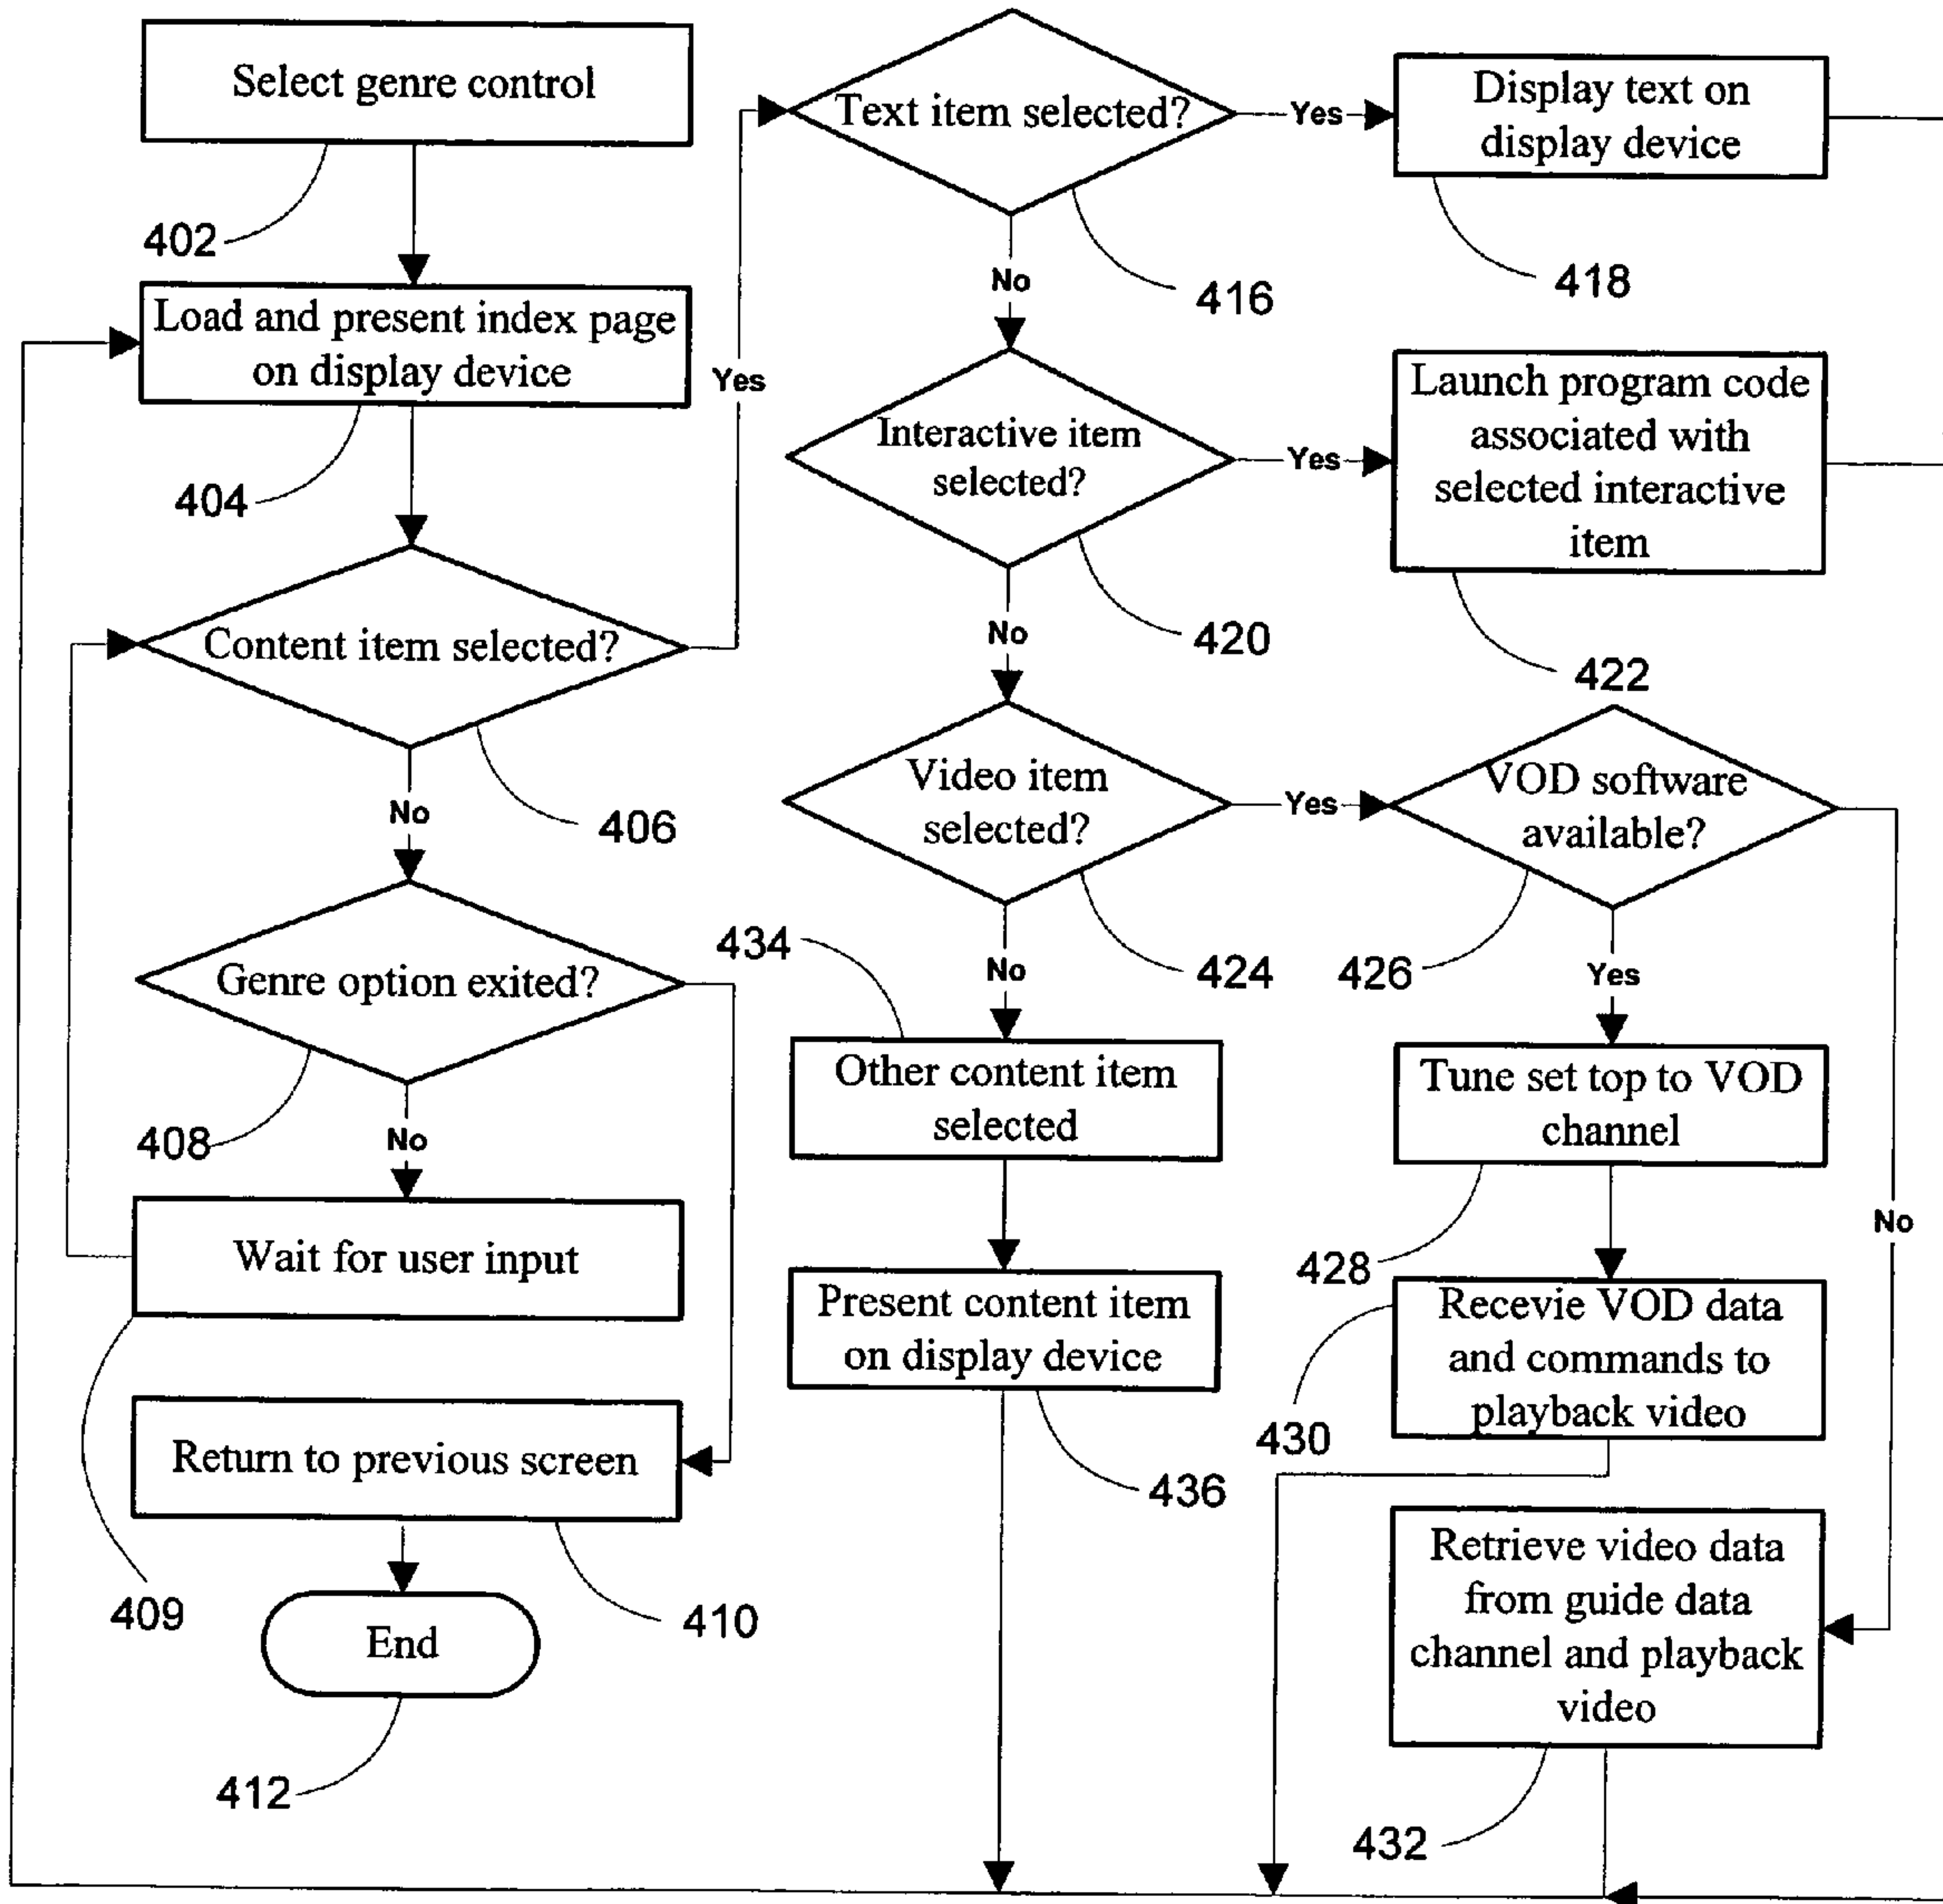 Select genre control
402
Load and present index page
on display device
404
Content item selected?
Yes
406
No
Genre option exited?
408
No
Wait for user input
409
Return to previous screen
410
End
412
Text item selected?
Yes
416
No
Display text on
display device
418
Interactive item
selected?
Yes
420
No
Launch program code
associated with
selected interactive
item
422
Video item
selected?
Yes
424
No
VOD software
available?
426
Yes
No
434
Other content item
selected
Present content item
on display device
436
Tune set top to VOD
channel
428
Recevie VOD data
and commands to
playback video
430
Retrieve video data
from guide data
channel and playback
video
432